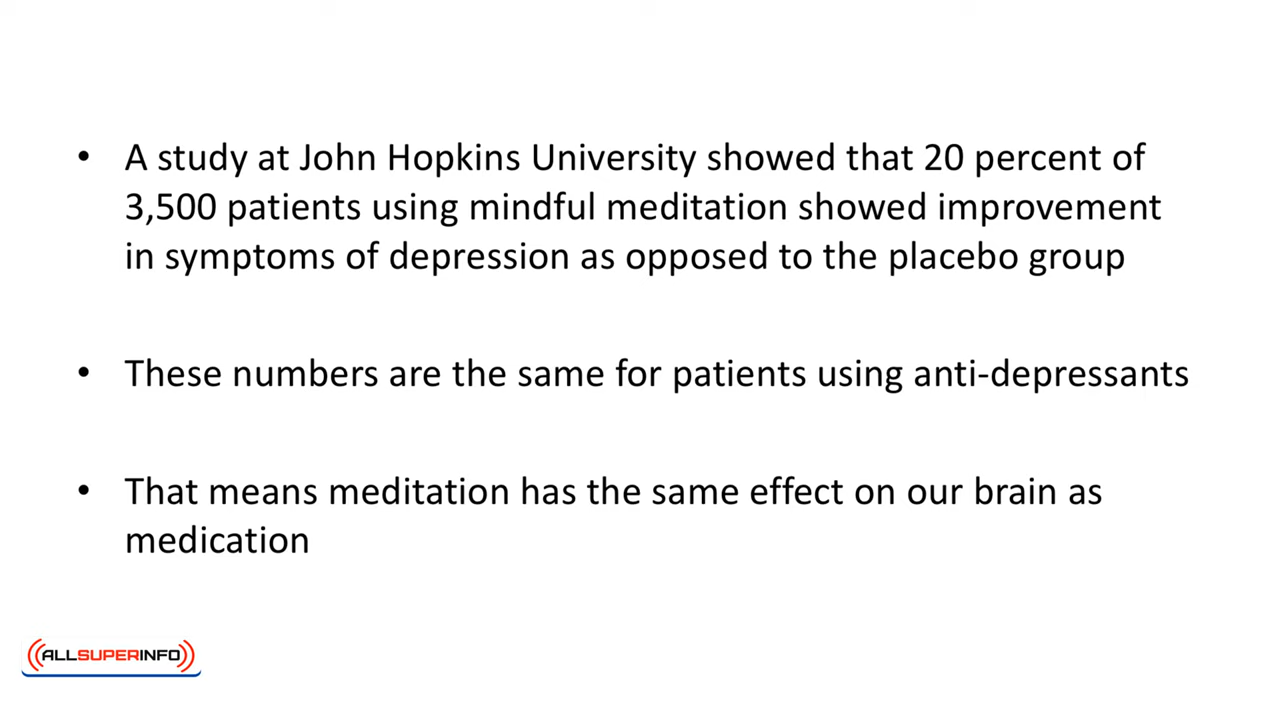 • A study at John Hopkins University showed that 20 percent of
3,500 patients using mindful meditation showed improvement
in symptoms of depression as opposed to the placebo group
• These numbers are the same for patients using anti-depressants
• That means meditation has the same effect on our brain as
medication
ALLSUPERINFO